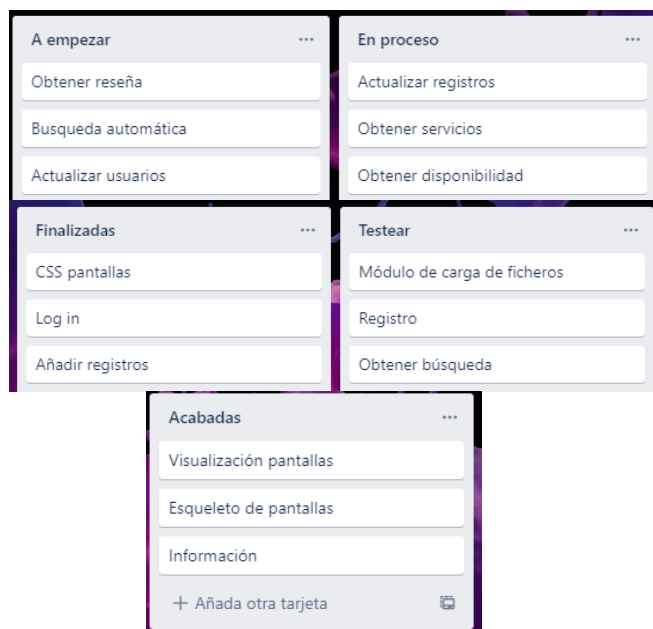 A empezar
Obtener reseña
Busqueda automática
Actualizar usuarios
En proceso
Actualizar registros
Obtener servicios
Obtener disponibilidad
Finalizadas
CSS pantallas
Log in
Añadir registros
Testear
Módulo de carga de ficheros
Registro
Obtener búsqueda
Acabadas
Visualización pantallas
Esqueleto de pantallas
Información
+ Añada otra tarjeta